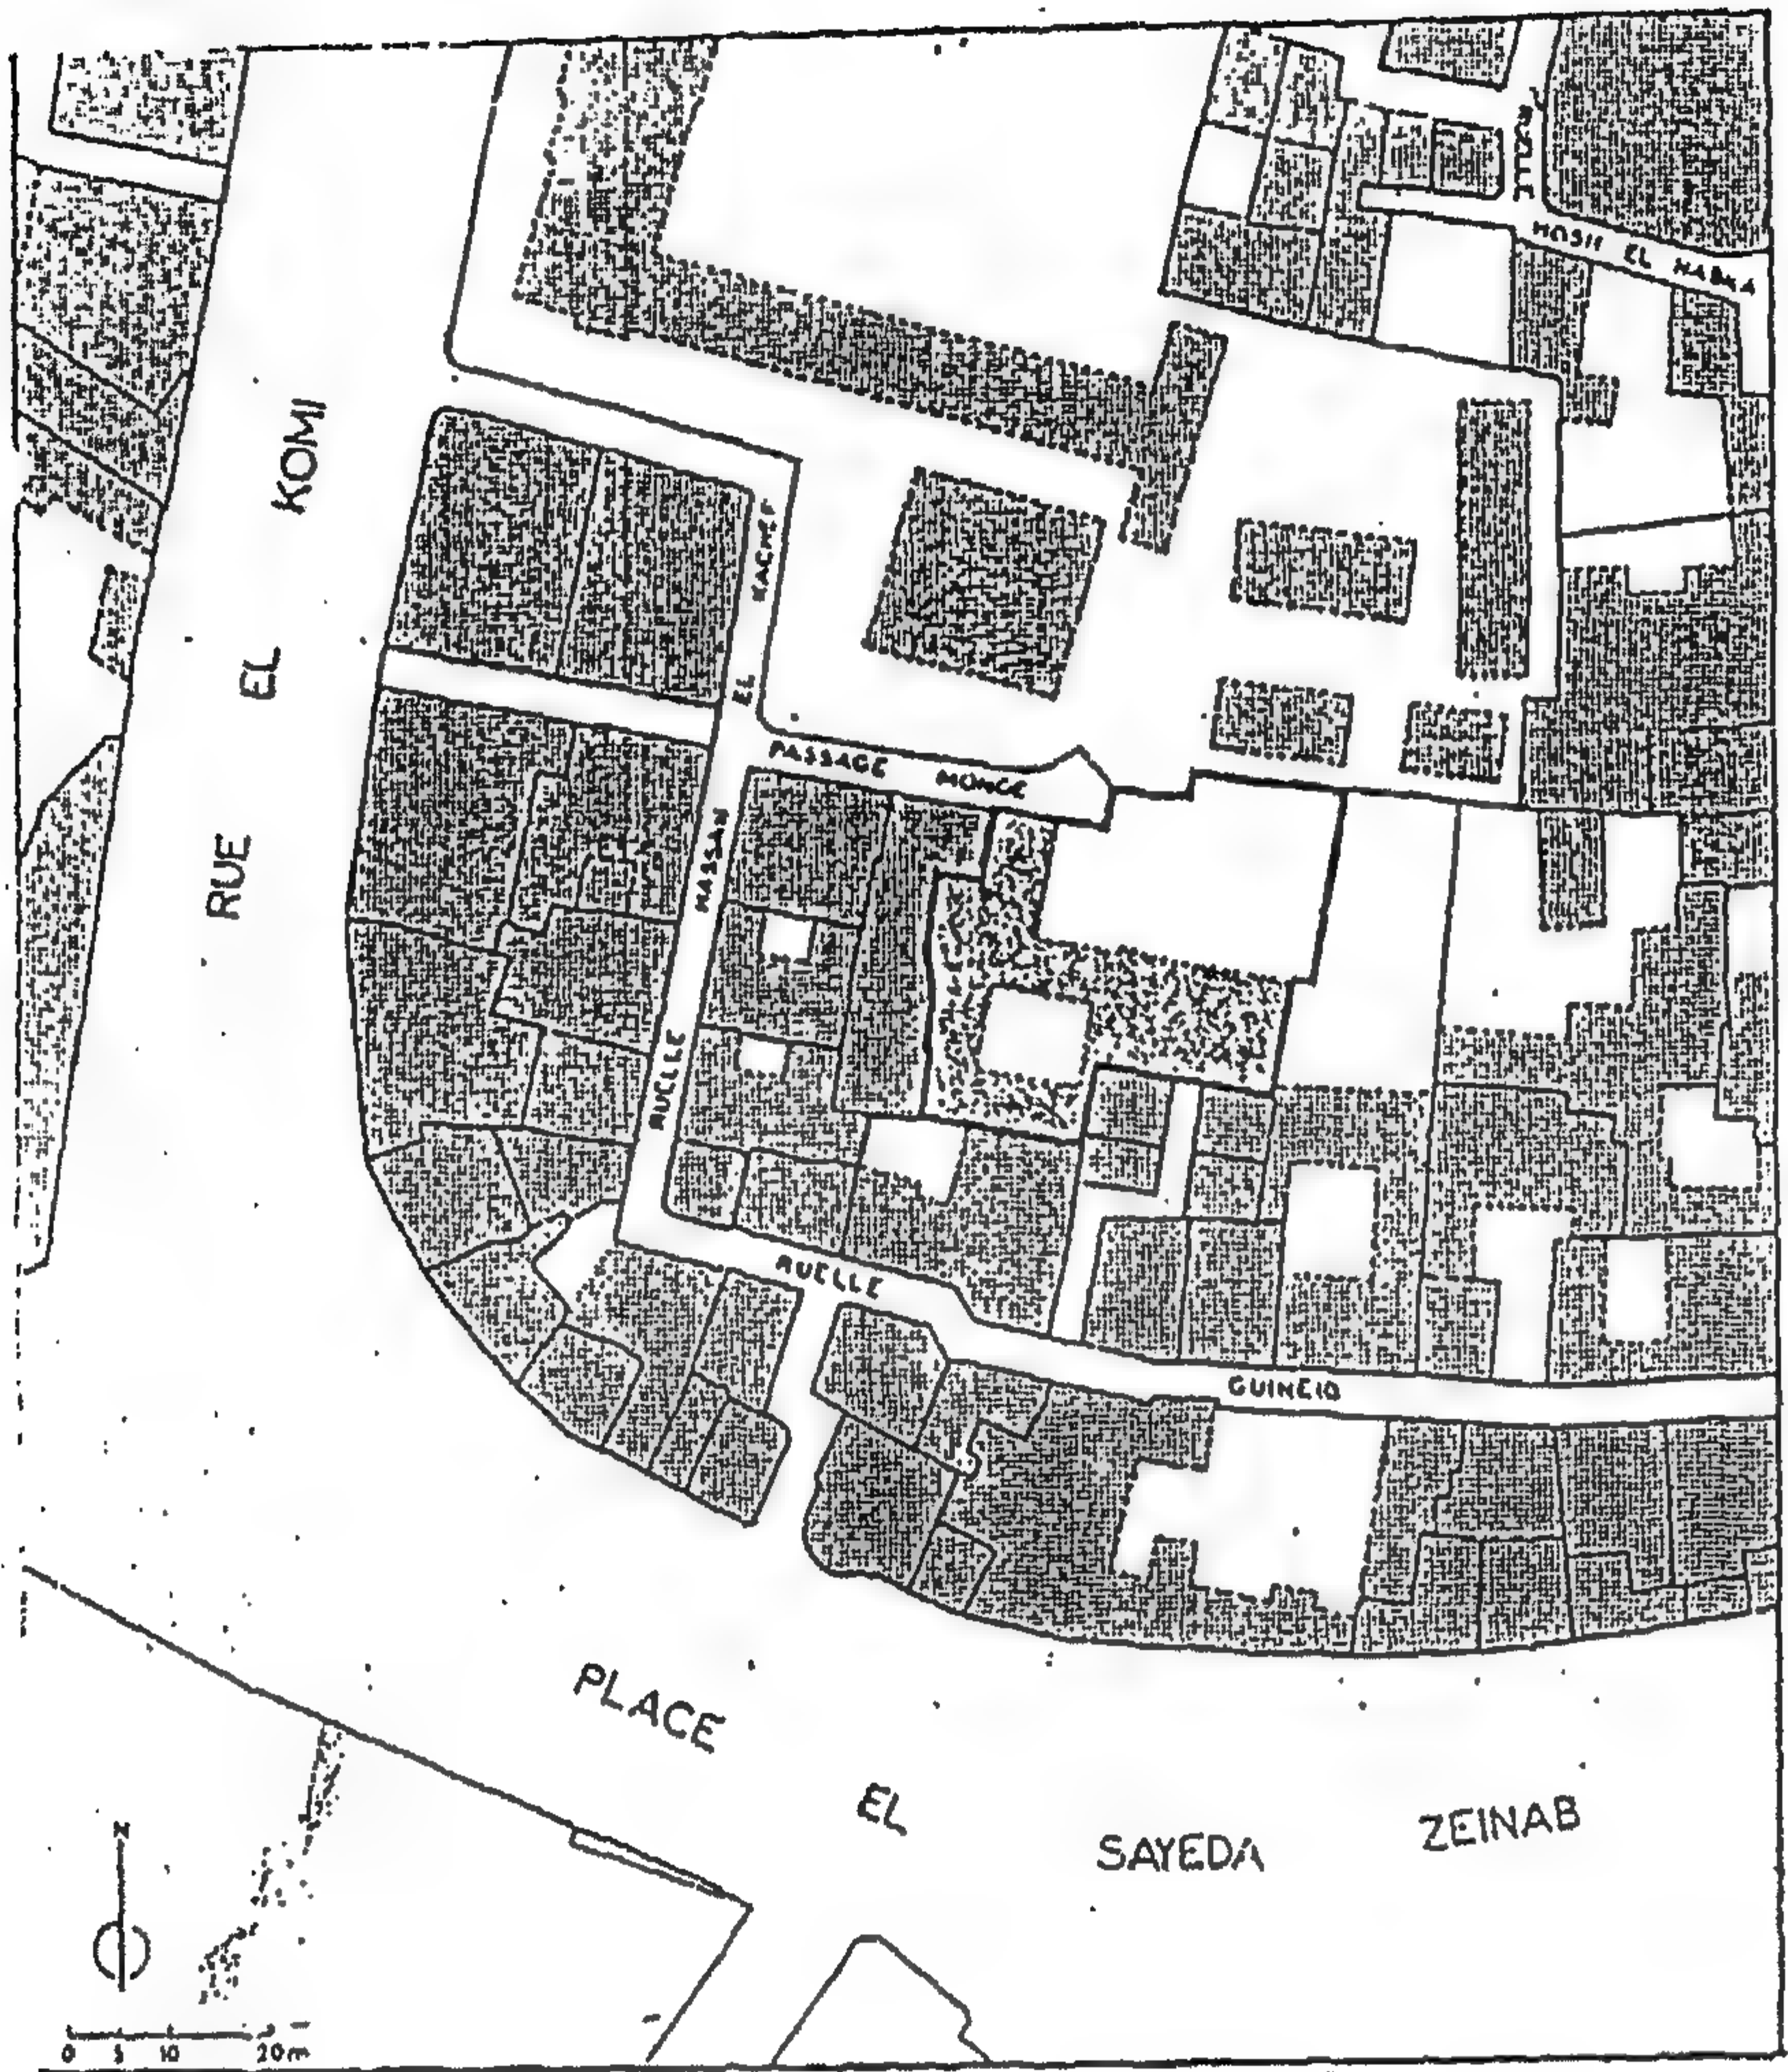 RUELLE
HOSH EL HABKA
RUE EL KOMI
RUELLE HASSAN EL KACHEF
PASSAGE MONGE
RUELLE GUINEID
PLACE EL SAYEDA ZEINAB
N
0 5 10 20m